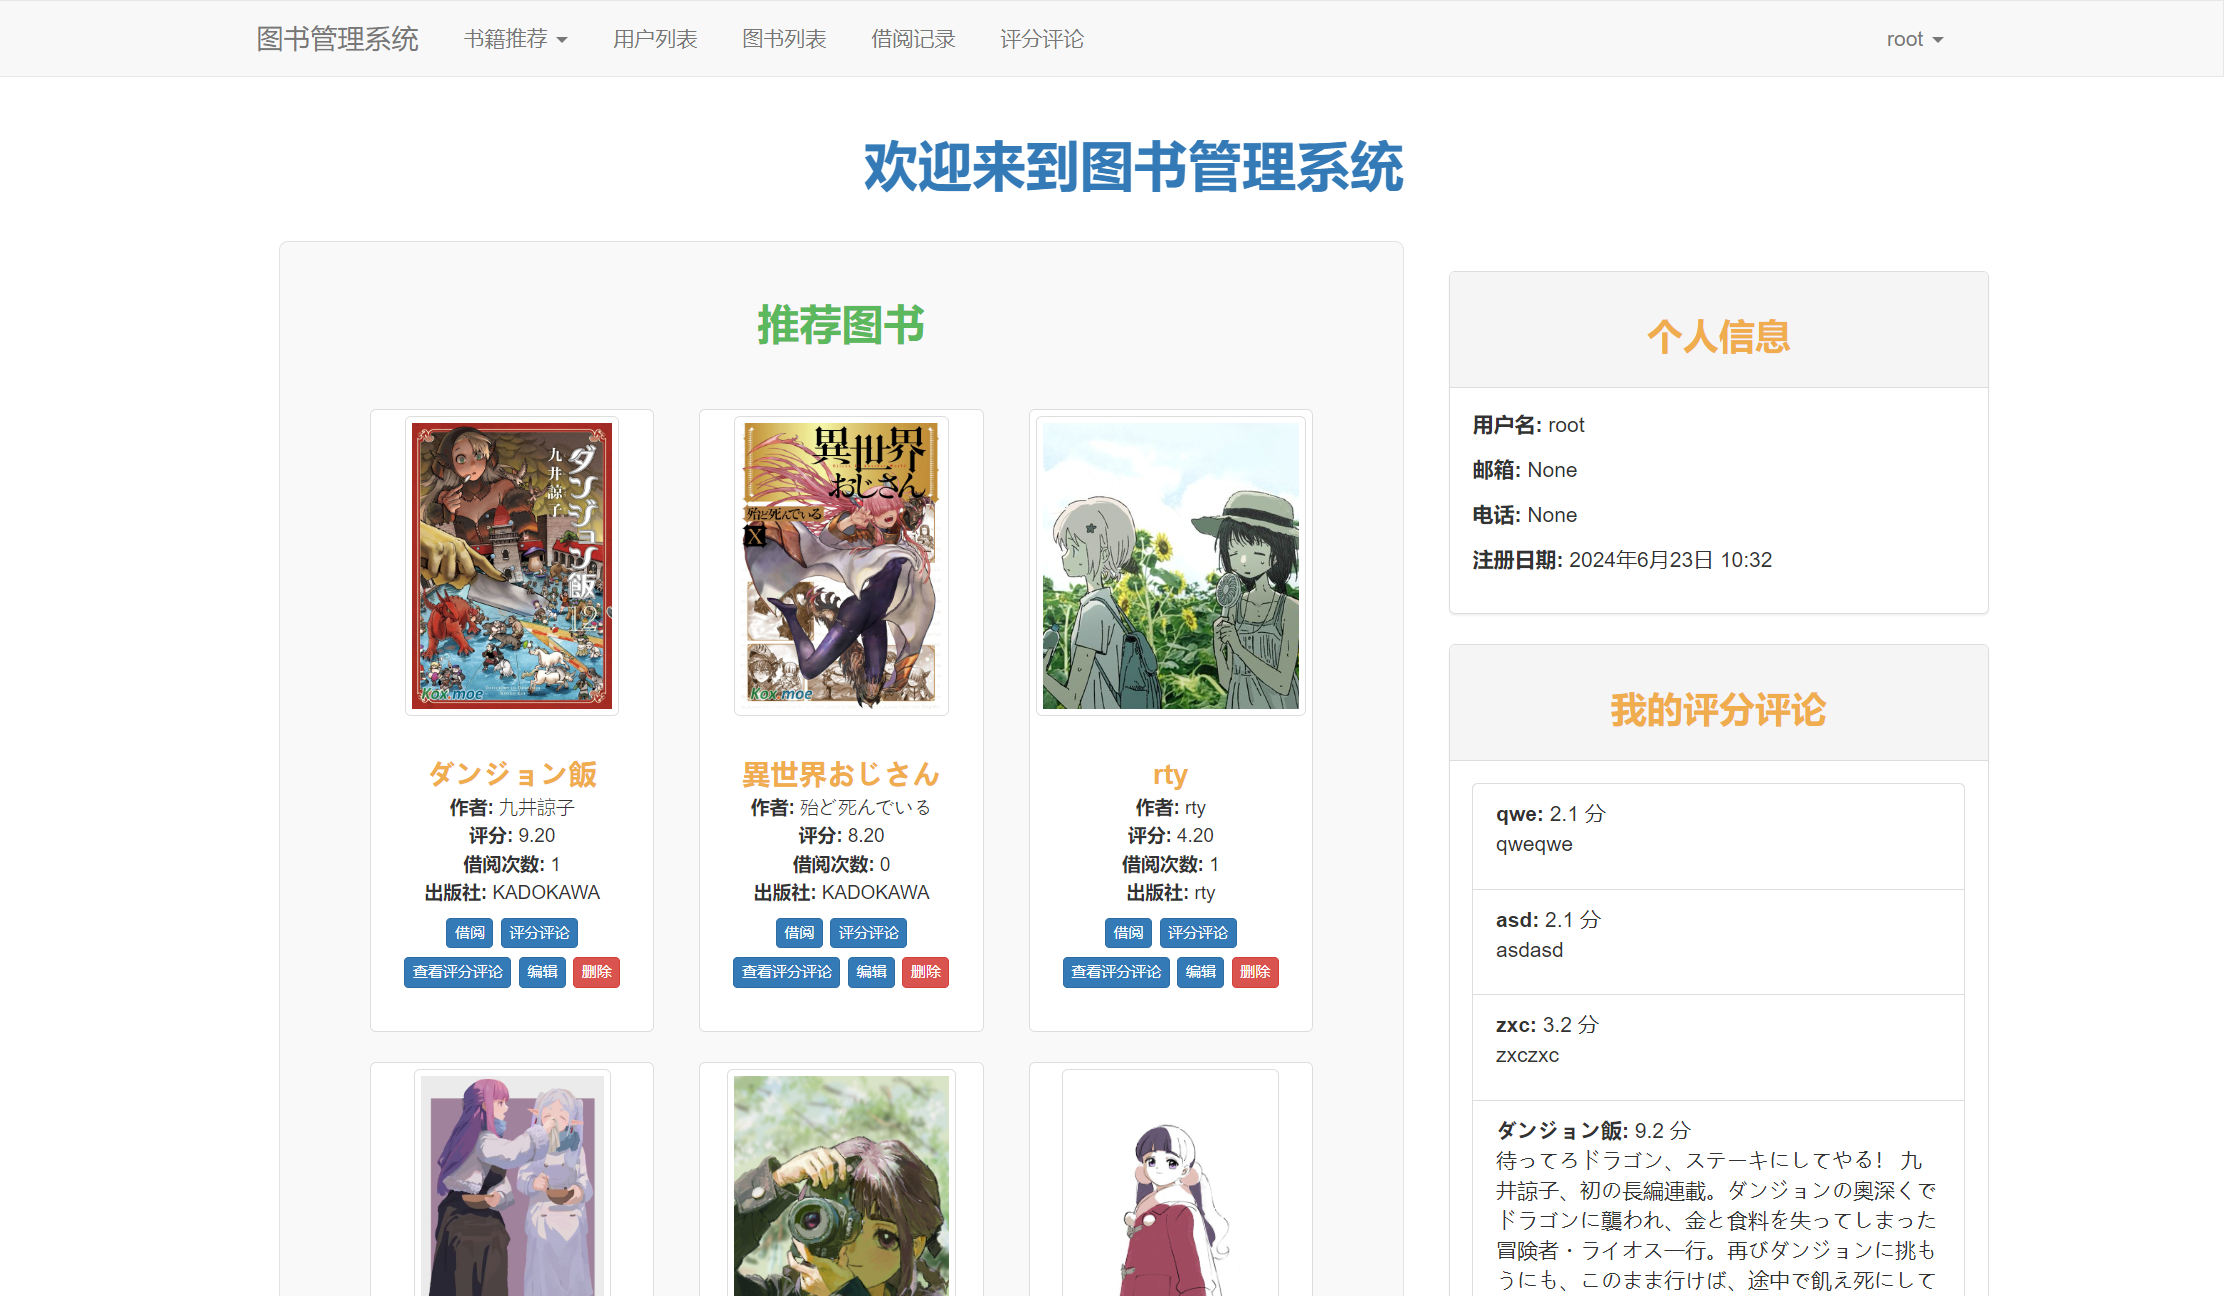 图书管理系统 书籍推荐 用户列表 图书列表 借阅记录 评分评论 root
欢迎来到图书管理系统
推荐图书
ダンジョン飯
九井諒子
12
Kox.moe
異世界
おじさん
殆ど死んでいる
X
Kox.moe
ダンジョン飯
作者: 九井諒子
评分: 9.20
借阅次数: 1
出版社: KADOKAWA
借阅 评分评论
查看评分评论 编辑 删除
異世界おじさん
作者: 殆ど死んでいる
评分: 8.20
借阅次数: 0
出版社: KADOKAWA
借阅 评分评论
查看评分评论 编辑 删除
rty
作者: rty
评分: 4.20
借阅次数: 1
出版社: rty
借阅 评分评论
查看评分评论 编辑 删除
个人信息
用户名: root
邮箱: None
电话: None
注册日期: 2024年6月23日 10:32
我的评分评论
qwe: 2.1 分
qweqwe
asd: 2.1 分
asdasd
zxc: 3.2 分
zxczxc
ダンジョン飯: 9.2 分
待ってろドラゴン、ステーキにしてやる！ 九
井諒子、初の長編連載。ダンジョンの奥深くで
ドラゴンに襲われ、金と食料を失ってしまった
冒険者・ライオス一行。再びダンジョンに挑も
うにも、このまま行けば、途中で飢え死にして